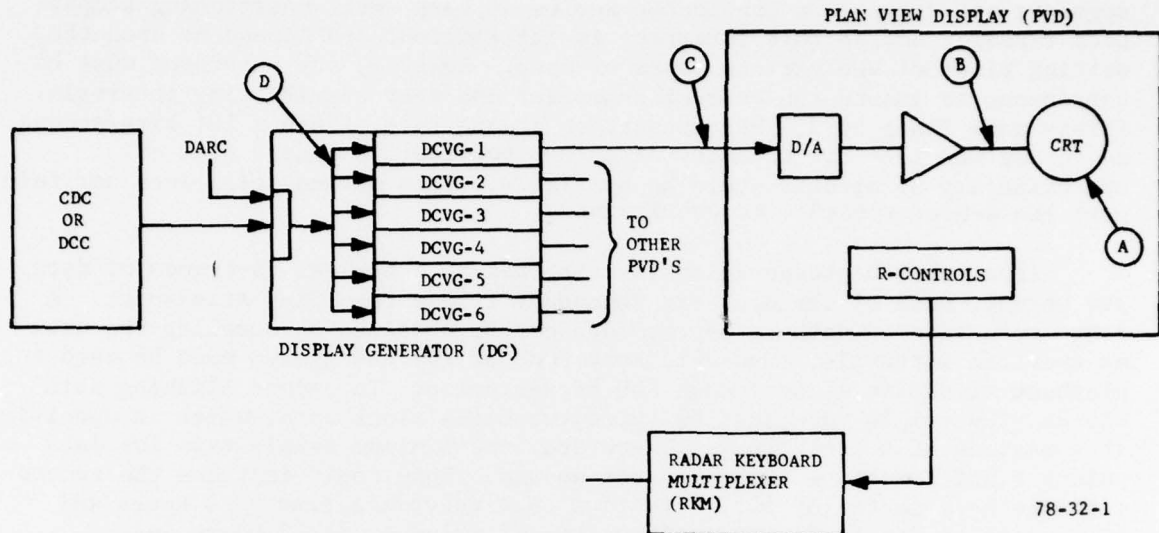 PLAN VIEW DISPLAY (PVD)
D
C
B
DARC
CDC
OR
DCC
DCVG-1
DCVG-2
DCVG-3
DCVG-4
DCVG-5
DCVG-6
TO
OTHER
PVD'S
D/A
CRT
A
R-CONTROLS
DISPLAY GENERATOR (DG)
RADAR KEYBOARD
MULTIPLEXER
(RKM)
78-32-1